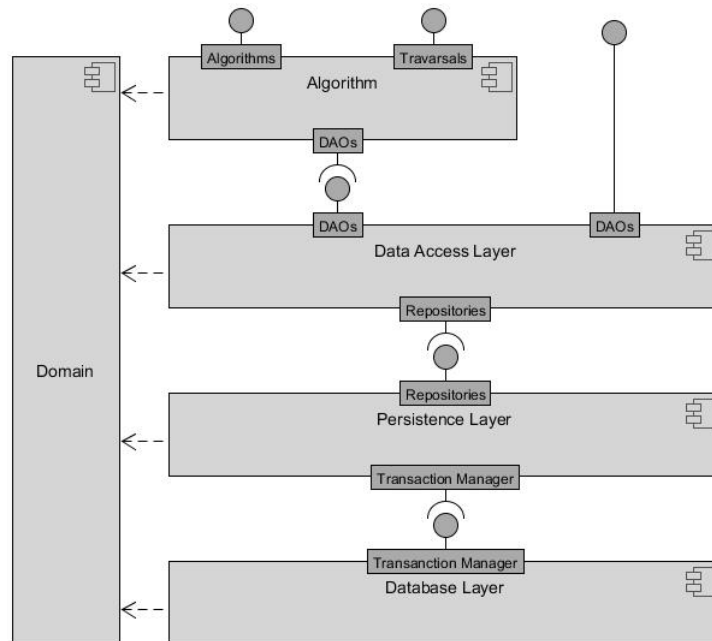 Algorithms
Travarsals
Algorithm
DAOs
DAOs
DAOs
Data Access Layer
Repositories
Domain
Repositories
Persistence Layer
Transaction Manager
Transanction Manager
Database Layer